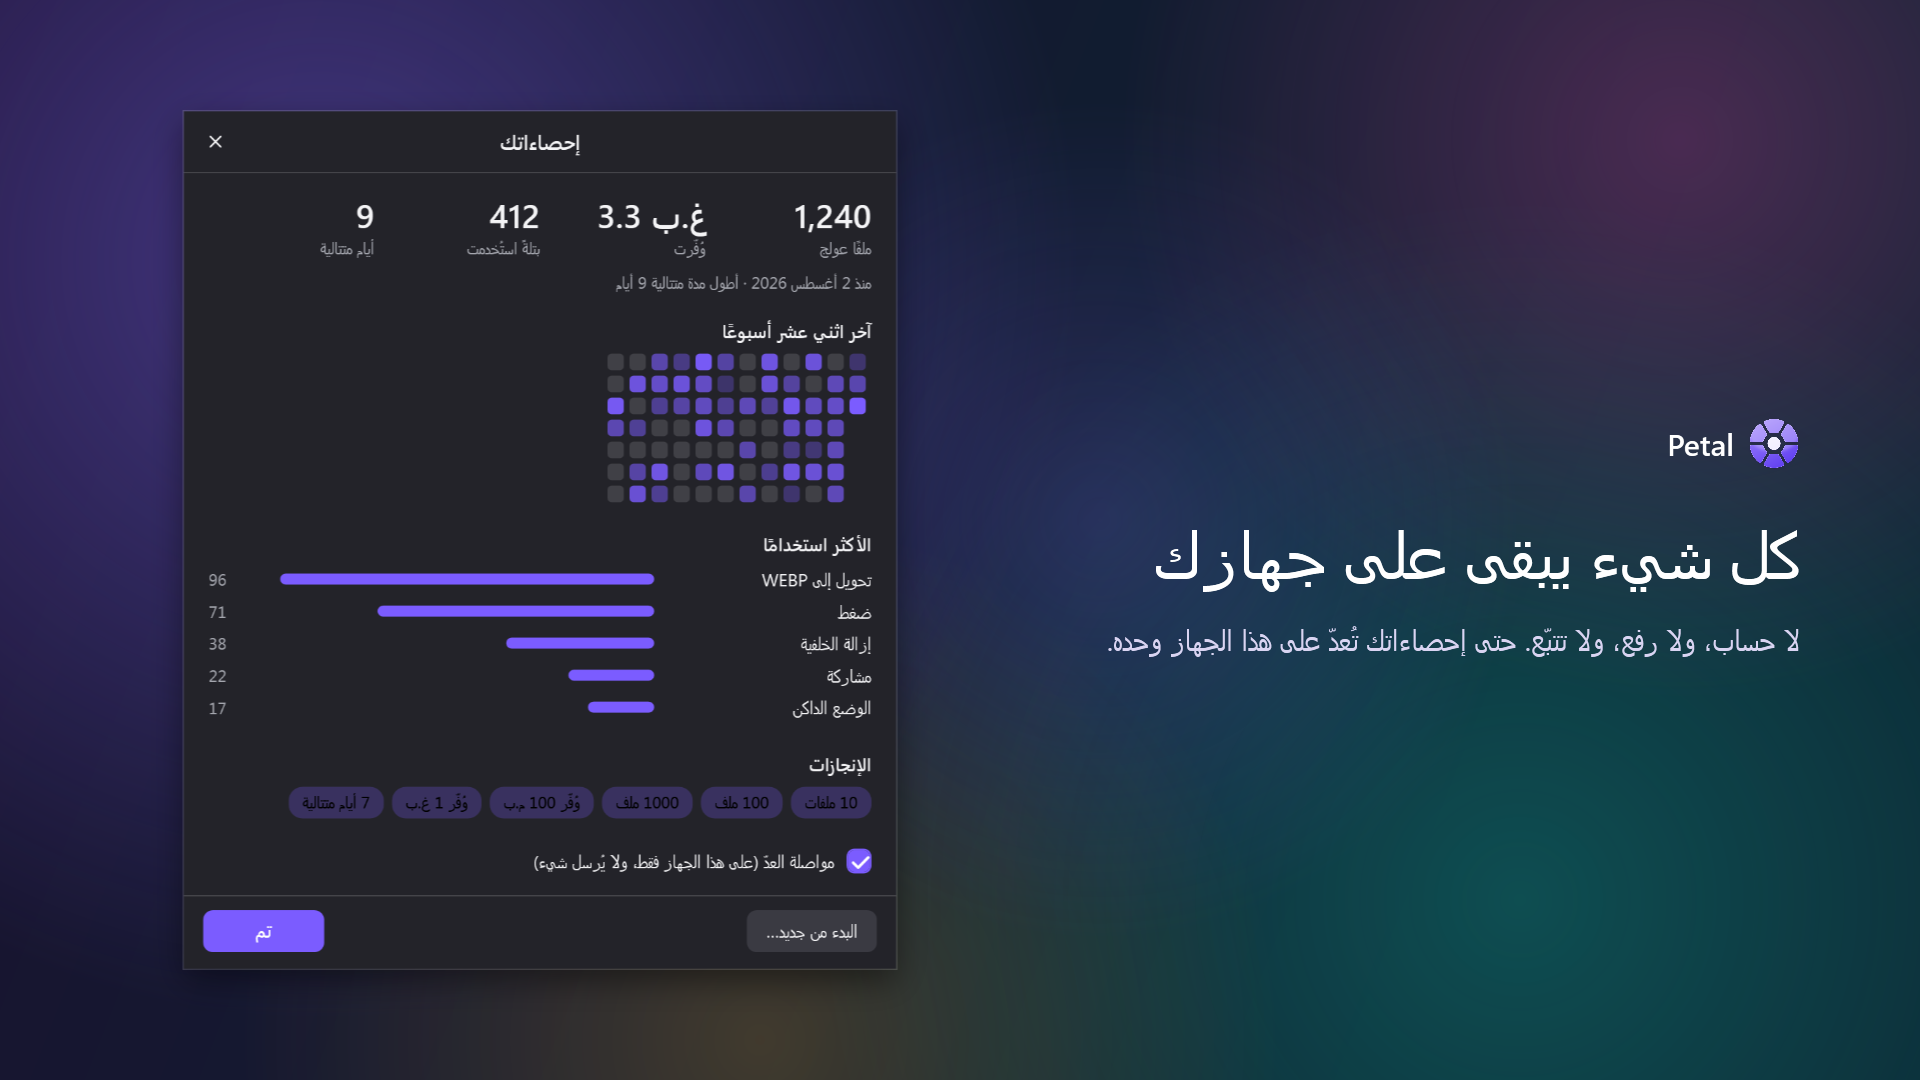 Petal
كل شيء يبقى على جهازك
لا حساب، ولا رفع، ولا تتبّع. حتى إحصاءاتك تُعدّ على هذا الجهاز وحده.
إحصاءاتك
1,240
ملفًا عولج
3.3 غ.ب
وُفّرت
412
بتلةً استُخدمت
9
أيام متتالية
منذ 2 أغسطس 2026 · أطول مدة متتالية 9 أيام
آخر اثني عشر أسبوعًا
الأكثر استخدامًا
تحويل إلى WEBP 96
ضغط 71
إزالة الخلفية 38
مشاركة 22
الوضع الداكن 17
الإنجازات
10 ملفات
100 ملف
1000 ملف
وُفّر 100 م.ب
وُفّر 1 غ.ب
7 أيام متتالية
مواصلة العدّ (على هذا الجهاز فقط، ولا يُرسل شيء)
البدء من جديد...
تم